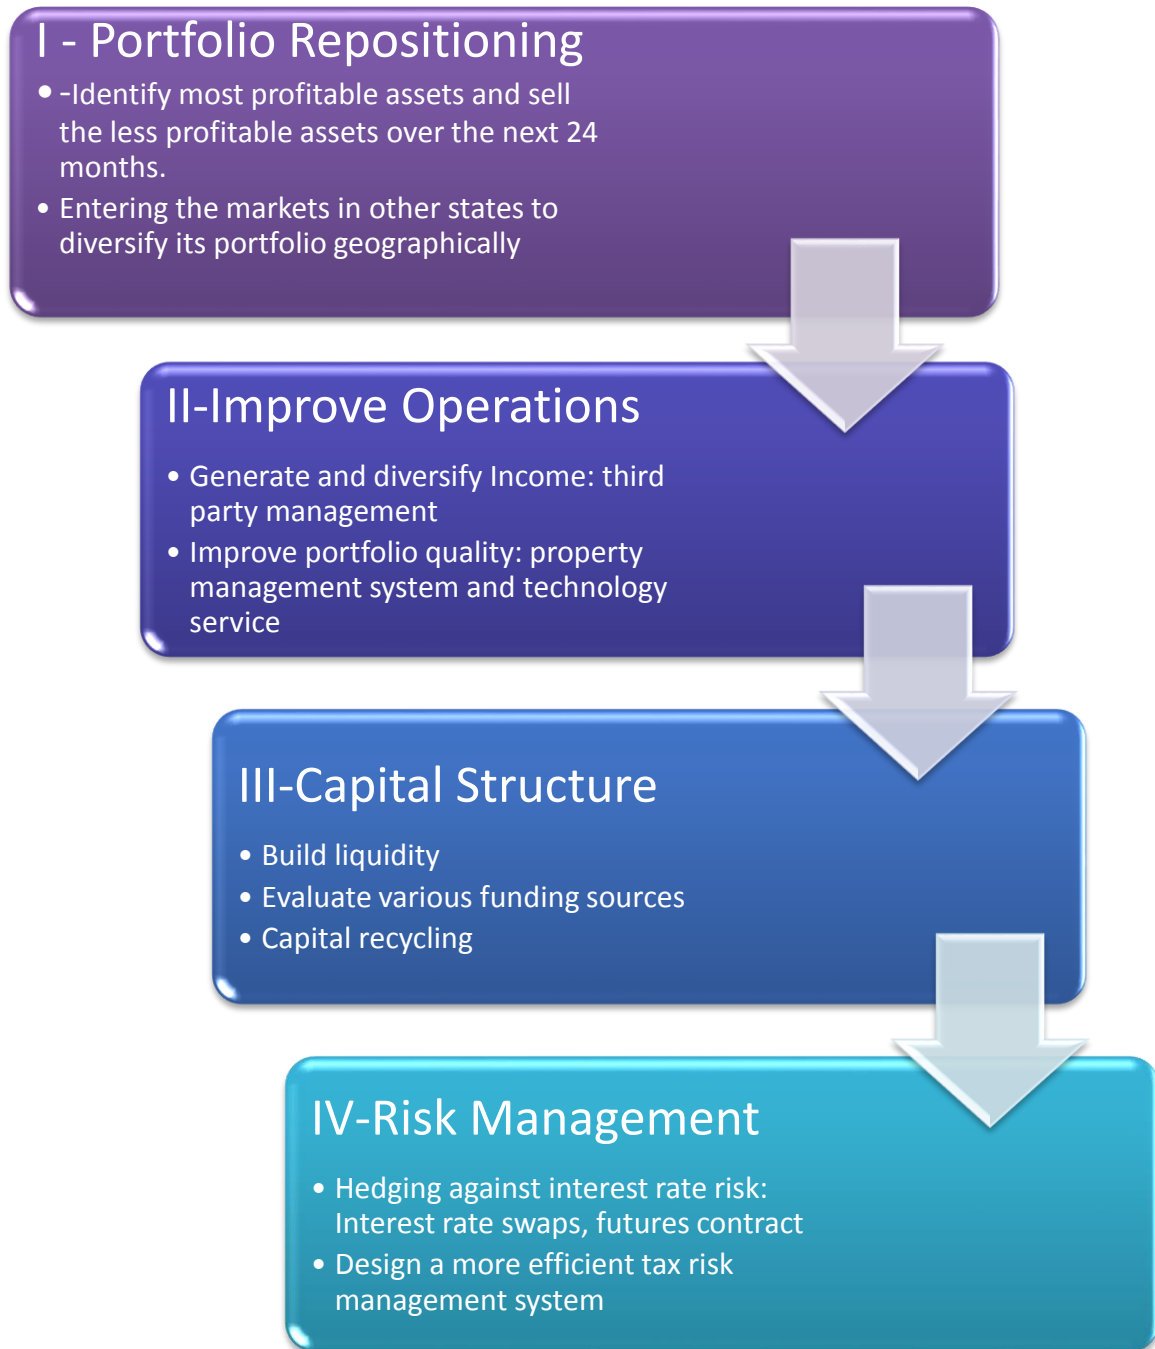 I - Portfolio Repositioning
• -Identify most profitable assets and sell
the less profitable assets over the next 24
months.
• Entering the markets in other states to
diversify its portfolio geographically
II-Improve Operations
• Generate and diversify Income: third
party management
• Improve portfolio quality: property
management system and technology
service
III-Capital Structure
• Build liquidity
• Evaluate various funding sources
• Capital recycling
IV-Risk Management
• Hedging against interest rate risk:
Interest rate swaps, futures contract
• Design a more efficient tax risk
management system